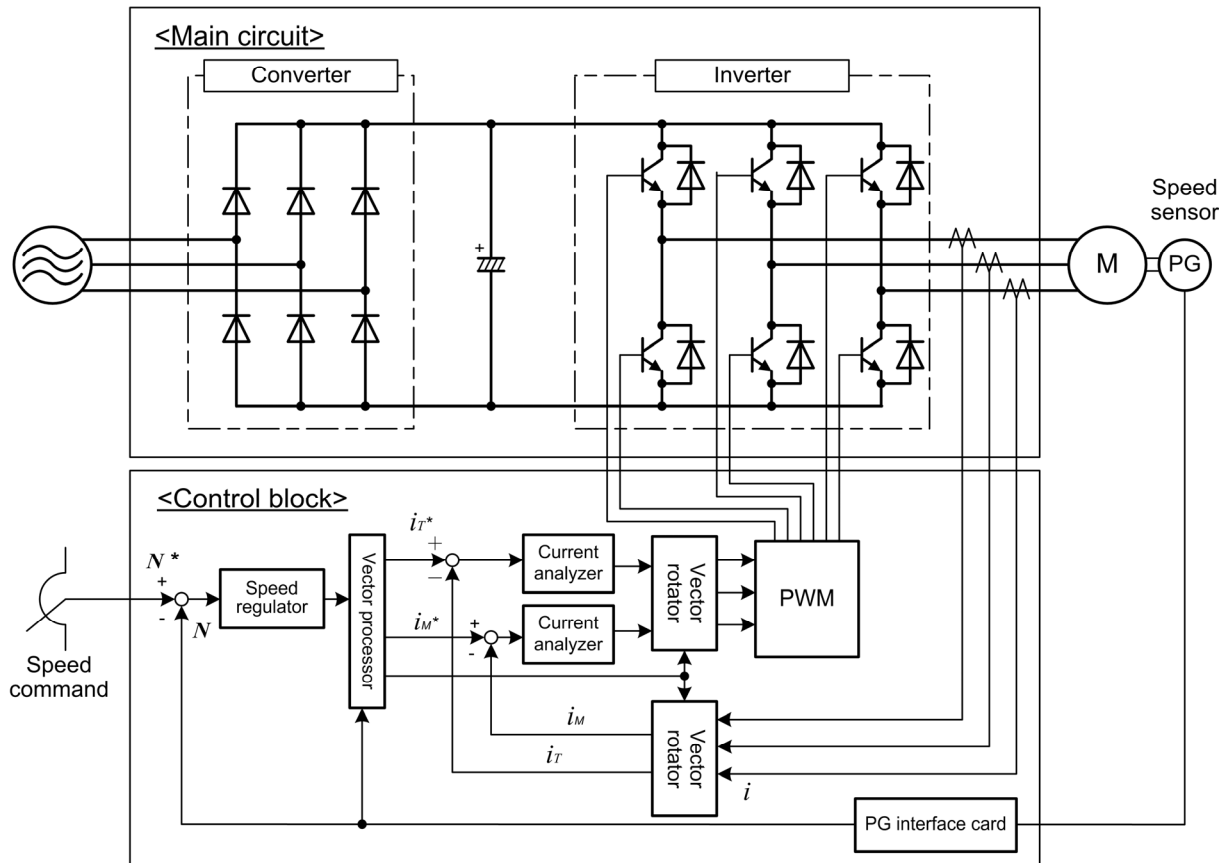 <Main circuit>
Converter
Inverter
Speed
sensor
+
M
PG
<Control block>
iT*
+
−
Current
analyzer
Vector
rotator
PWM
N*
+
-
N
Speed
regulator
Vector processor
iM*
+
-
Current
analyzer
Speed
command
iM
iT
Vector
rotator
i
PG interface card